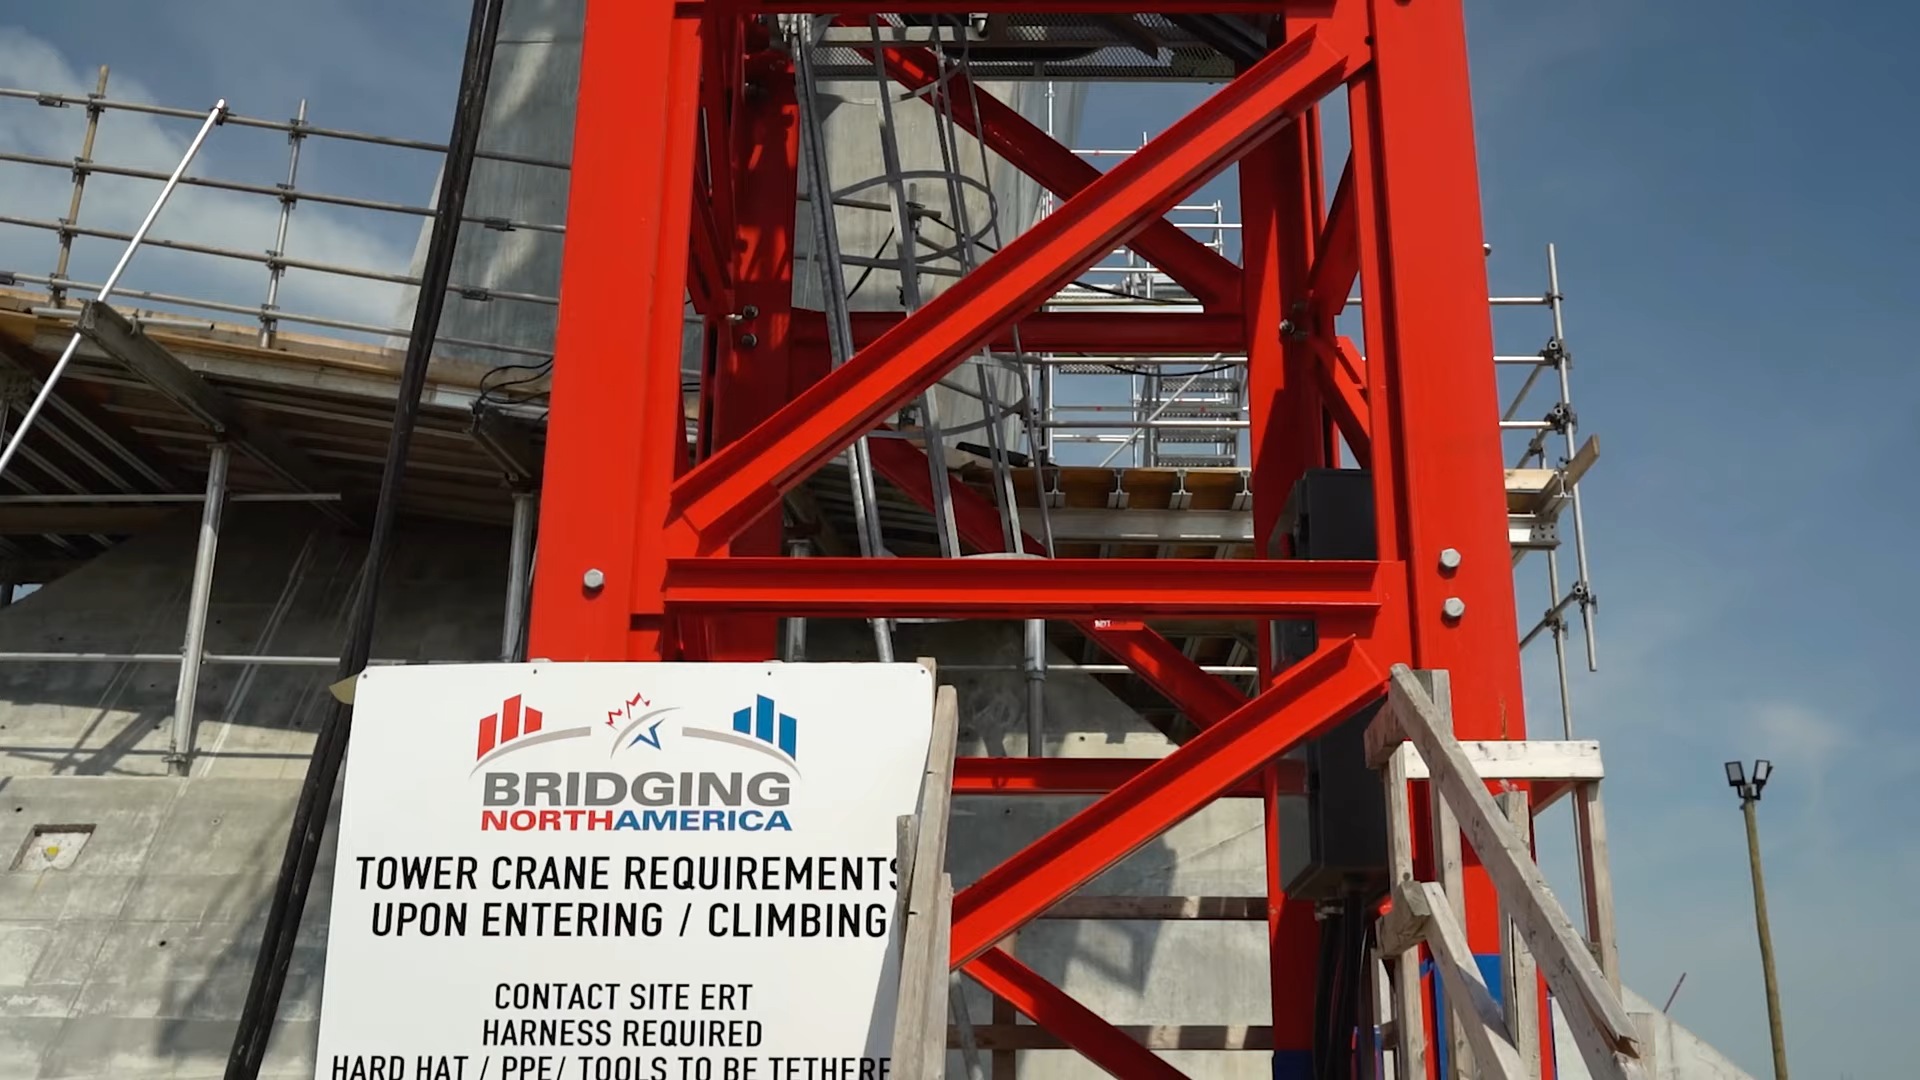 BRIDGING
NORTHAMERICA
TOWER CRANE REQUIREMENTS
UPON ENTERING / CLIMBING
CONTACT SITE ERT
HARNESS REQUIRED
HARD HAT / PPE/ TOOLS TO BE TETHERE